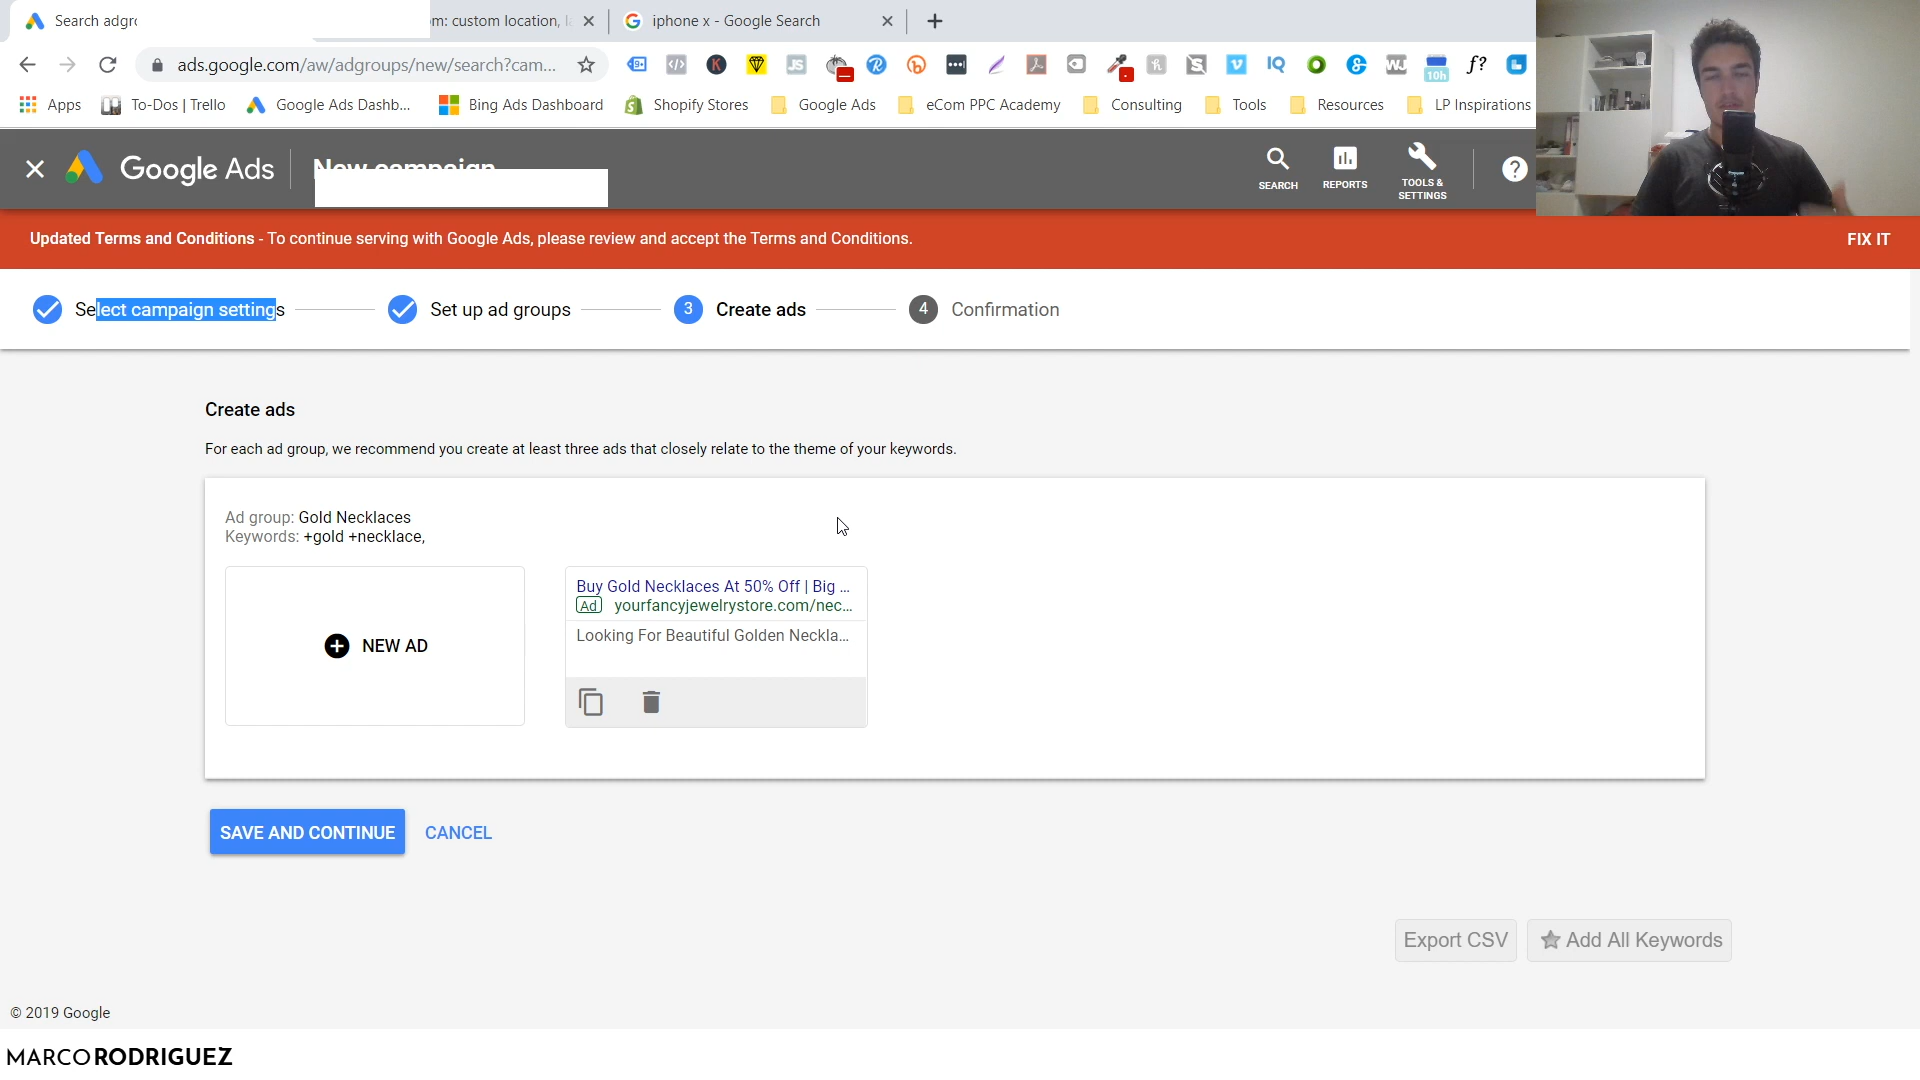 Search adgr
om: custom location, l
iphone x - Google Search
ads.google.com/aw/adgroups/new/search?cam...
10h
f?
Apps
To-Dos | Trello
Google Ads Dashb...
Bing Ads Dashboard
Shopify Stores
Google Ads
eCom PPC Academy
Consulting
Tools
Resources
LP Inspirations
Google Ads
New campaign
SEARCH
REPORTS
TOOLS &
SETTINGS
Updated Terms and Conditions - To continue serving with Google Ads, please review and accept the Terms and Conditions.
FIX IT
Select campaign settings
Set up ad groups
3
Create ads
4
Confirmation
Create ads
For each ad group, we recommend you create at least three ads that closely relate to the theme of your keywords.
Ad group: Gold Necklaces
Keywords: +gold +necklace,
NEW AD
Buy Gold Necklaces At 50% Off | Big ...
Ad yourfancyjewelrystore.com/nec...
Looking For Beautiful Golden Neckla...
SAVE AND CONTINUE
CANCEL
Export CSV
Add All Keywords
© 2019 Google
MARCO RODRIGUEZ